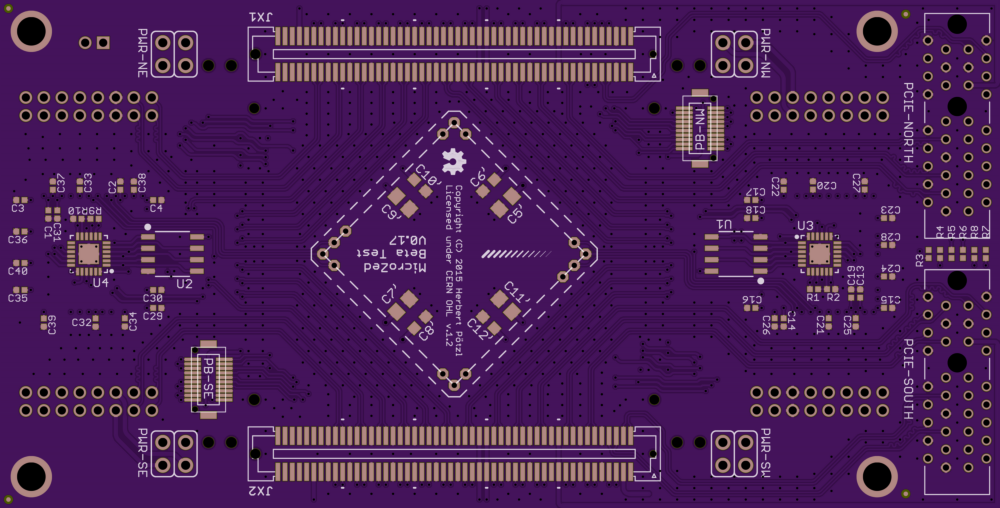 JX1
PWR-NE
PWR-NW
PCIE-NORTH
PB-NW
C37
C33
C2
C38
C3
C4
R9
R10
C1
C31
C36
C40
C35
U4
U2
C30
C29
C39
C32
C34
C10
C9
C6
C5
Copyright (C) 2015 Herbert Pötzl
Licensed under CERN OHL v.1.2
MicroZed
Beta Test
V0.17
C7
C8
C11
C12
C17
C18
C22
C20
C27
C23
C28
C24
C15
U1
U3
R1
R2
C19
C13
C16
C26
C14
C21
C25
R3
R4
R5
R6
R8
R7
PCIE-SOUTH
PB-SE
PWR-SE
PWR-SW
JX2